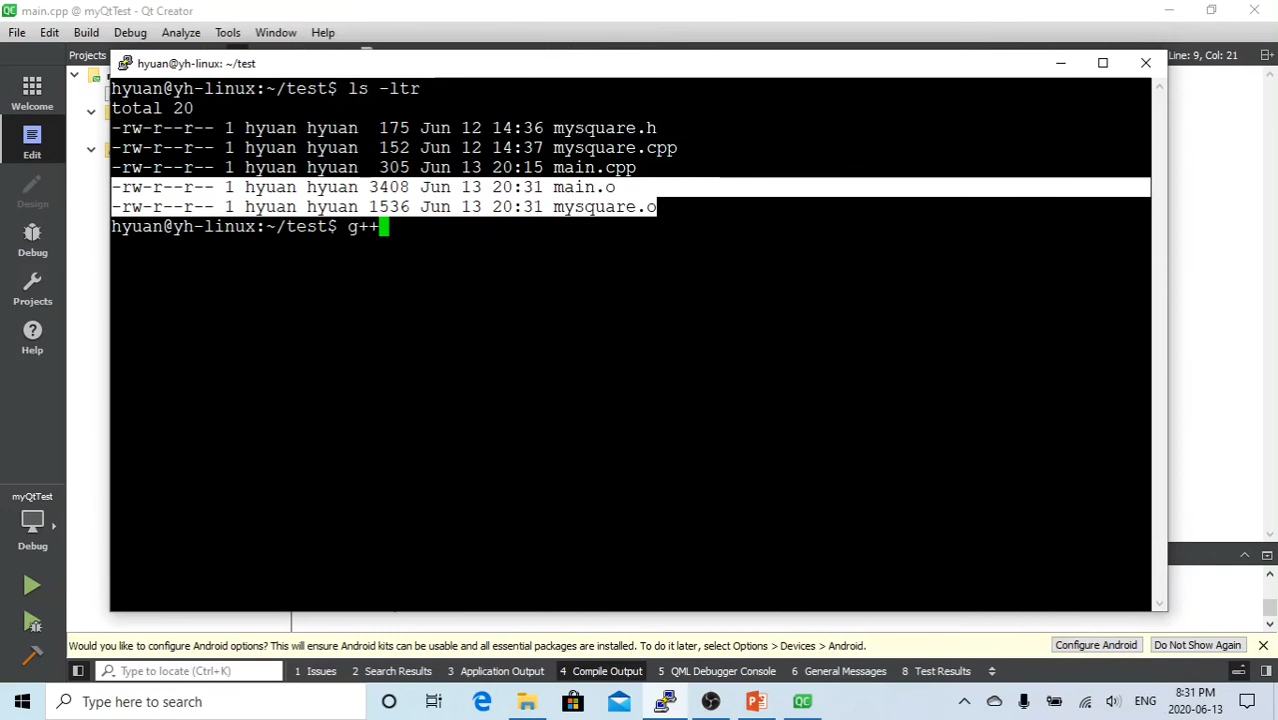 main.cpp @ myQtTest - Qt Creator
File Edit Build Debug Analyze Tools Window Help
Projects
Line: 9, Col: 21
hyuan@yh-linux: ~/test
hyuan@yh-linux:~/test$ ls -ltr
total 20
-rw-r--r-- 1 hyuan hyuan  175 Jun 12 14:36 mysquare.h
-rw-r--r-- 1 hyuan hyuan  152 Jun 12 14:37 mysquare.cpp
-rw-r--r-- 1 hyuan hyuan  305 Jun 13 20:15 main.cpp
-rw-r--r-- 1 hyuan hyuan 3408 Jun 13 20:31 main.o
-rw-r--r-- 1 hyuan hyuan 1536 Jun 13 20:31 mysquare.o
hyuan@yh-linux:~/test$ g++
Welcome
Edit
Design
Debug
Projects
Help
myQtTest
Debug
Would you like to configure Android options? This will ensure Android kits can be usable and all essential packages are installed. To do it later, select Options > Devices > Android.
Configure Android
Do Not Show Again
Type to locate (Ctrl+K)
1 Issues
2 Search Results
3 Application Output
4 Compile Output
5 QML Debugger Console
6 General Messages
8 Test Results
Type here to search
ENG
8:31 PM
2020-06-13